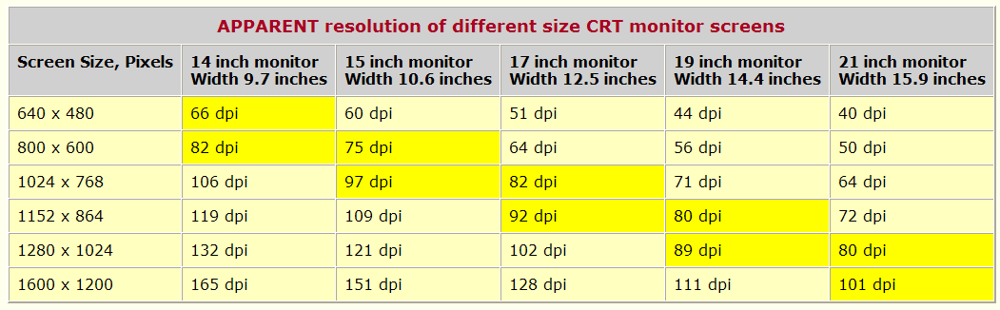 APPARENT resolution of different size CRT monitor screens
Screen Size, Pixels 14 inch monitor 15 inch monitor 17 inch monitor 19 inch monitor 21 inch monitor
Width 9.7 inches Width 10.6 inches Width 12.5 inches Width 14.4 inches Width 15.9 inches
640 x 480 66 dpi 60 dpi 51 dpi 44 dpi 40 dpi
800 x 600 82 dpi 75 dpi 64 dpi 56 dpi 50 dpi
1024 x 768 106 dpi 97 dpi 82 dpi 71 dpi 64 dpi
1152 x 864 119 dpi 109 dpi 92 dpi 80 dpi 72 dpi
1280 x 1024 132 dpi 121 dpi 102 dpi 89 dpi 80 dpi
1600 x 1200 165 dpi 151 dpi 128 dpi 111 dpi 101 dpi